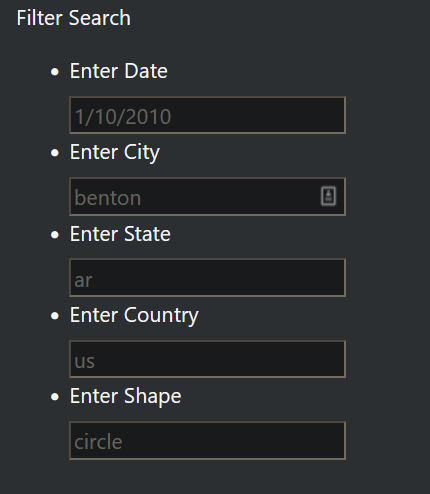 Filter Search
Enter Date
1/10/2010
Enter City
benton
Enter State
ar
Enter Country
us
Enter Shape
circle